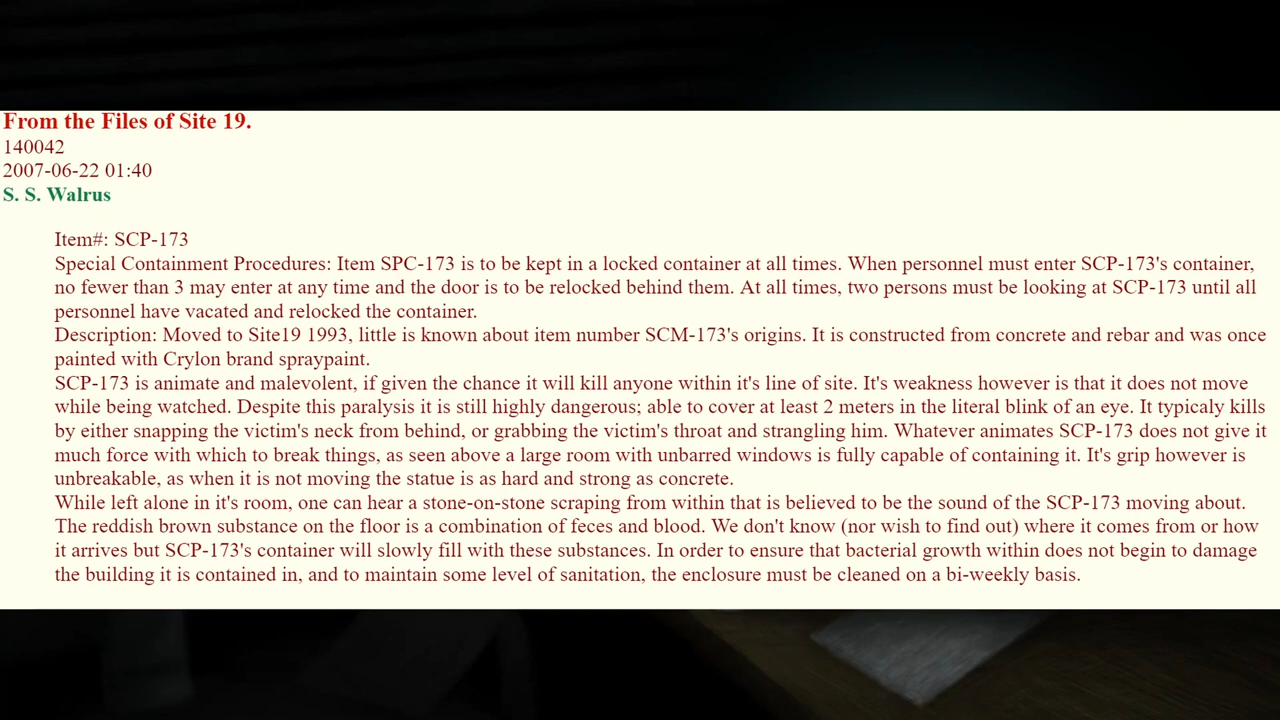 From the Files of Site 19.
140042
2007-06-22 01:40
S. S. Walrus
Item#: SCP-173
Special Containment Procedures: Item SPC-173 is to be kept in a locked container at all times. When personnel must enter SCP-173's container,
no fewer than 3 may enter at any time and the door is to be relocked behind them. At all times, two persons must be looking at SCP-173 until all
personnel have vacated and relocked the container.
Description: Moved to Site19 1993, little is known about item number SCM-173's origins. It is constructed from concrete and rebar and was once
painted with Crylon brand spraypaint.
SCP-173 is animate and malevolent, if given the chance it will kill anyone within it's line of site. It's weakness however is that it does not move
while being watched. Despite this paralysis it is still highly dangerous; able to cover at least 2 meters in the literal blink of an eye. It typicaly kills
by either snapping the victim's neck from behind, or grabbing the victim's throat and strangling him. Whatever animates SCP-173 does not give it
much force with which to break things, as seen above a large room with unbarred windows is fully capable of containing it. It's grip however is
unbreakable, as when it is not moving the statue is as hard and strong as concrete.
While left alone in it's room, one can hear a stone-on-stone scraping from within that is believed to be the sound of the SCP-173 moving about.
The reddish brown substance on the floor is a combination of feces and blood. We don't know (nor wish to find out) where it comes from or how
it arrives but SCP-173's container will slowly fill with these substances. In order to ensure that bacterial growth within does not begin to damage
the building it is contained in, and to maintain some level of sanitation, the enclosure must be cleaned on a bi-weekly basis.